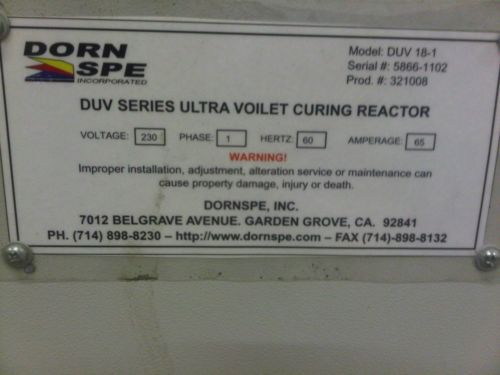 DORN
SPE
INCORPORATED
Model: DUV 18-1
Serial #: 5866-1102
Prod. #: 321008
DUV SERIES ULTRA VOILET CURING REACTOR
VOLTAGE: 230 PHASE: 1 HERTZ: 60 AMPERAGE: 65
WARNING!
Improper installation, adjustment, alteration service or maintenance can
cause property damage, injury or death.
DORNSPE, INC.
7012 BELGRAVE AVENUE. GARDEN GROVE, CA. 92841
PH. (714) 898-8230 – http://www.dornspe.com – FAX (714)-898-8132